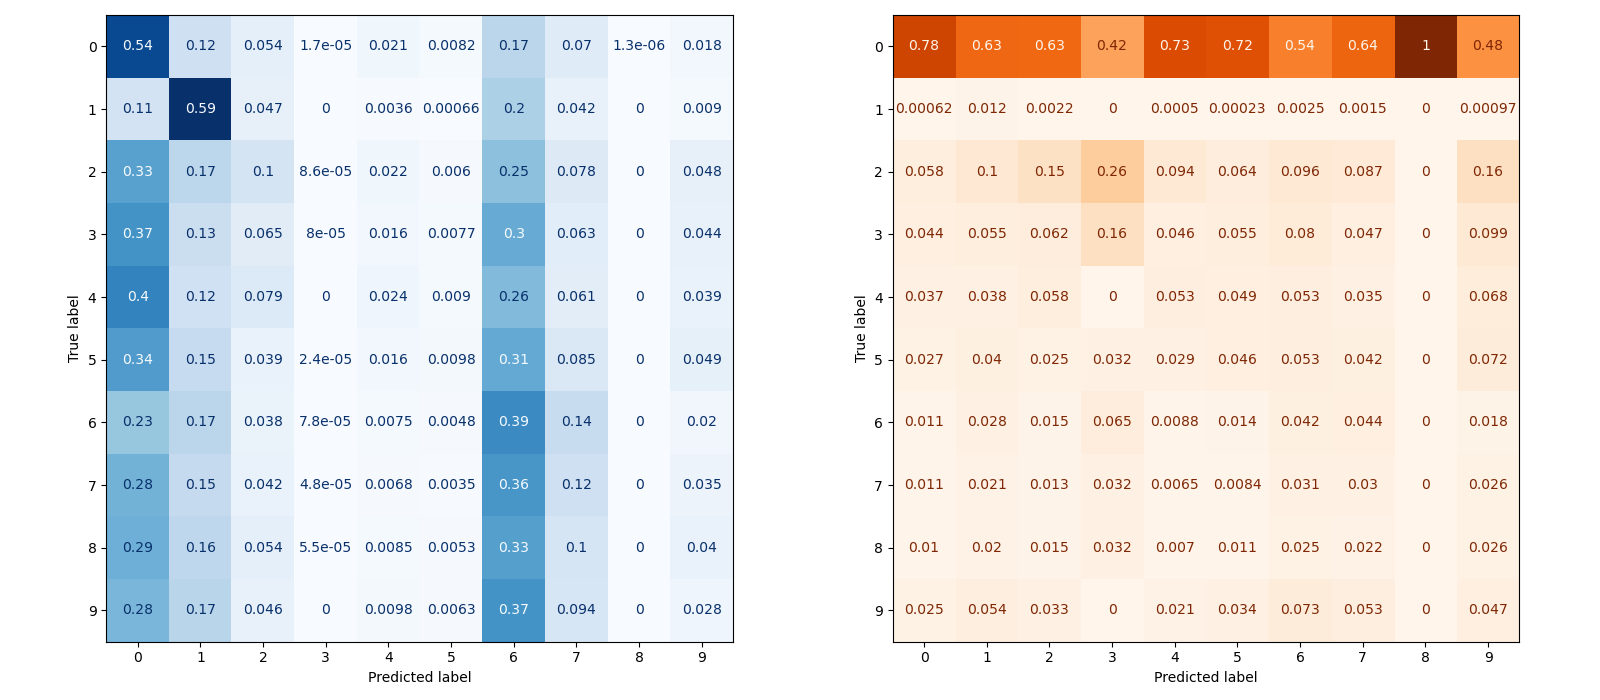 0 0.54 0.12 0.054 1.7e-05 0.021 0.0082 0.17 0.07 1.3e-06 0.018
1 0.11 0.59 0.047 0 0.0036 0.00066 0.2 0.042 0 0.009
2 0.33 0.17 0.1 8.6e-05 0.022 0.006 0.25 0.078 0 0.048
3 0.37 0.13 0.065 8e-05 0.016 0.0077 0.3 0.063 0 0.044
4 0.4 0.12 0.079 0 0.024 0.009 0.26 0.061 0 0.039
5 0.34 0.15 0.039 2.4e-05 0.016 0.0098 0.31 0.085 0 0.049
6 0.23 0.17 0.038 7.8e-05 0.0075 0.0048 0.39 0.14 0 0.02
7 0.28 0.15 0.042 4.8e-05 0.0068 0.0035 0.36 0.12 0 0.035
8 0.29 0.16 0.054 5.5e-05 0.0085 0.0053 0.33 0.1 0 0.04
9 0.28 0.17 0.046 0 0.0098 0.0063 0.37 0.094 0 0.028
0 1 2 3 4 5 6 7 8 9
Predicted label
True label
0 0.78 0.63 0.63 0.42 0.73 0.72 0.54 0.64 1 0.48
1 0.00062 0.012 0.0022 0 0.0005 0.00023 0.0025 0.0015 0 0.00097
2 0.058 0.1 0.15 0.26 0.094 0.064 0.096 0.087 0 0.16
3 0.044 0.055 0.062 0.16 0.046 0.055 0.08 0.047 0 0.099
4 0.037 0.038 0.058 0 0.053 0.049 0.053 0.035 0 0.068
5 0.027 0.04 0.025 0.032 0.029 0.046 0.053 0.042 0 0.072
6 0.011 0.028 0.015 0.065 0.0088 0.014 0.042 0.044 0 0.018
7 0.011 0.021 0.013 0.032 0.0065 0.0084 0.031 0.03 0 0.026
8 0.01 0.02 0.015 0.032 0.007 0.011 0.025 0.022 0 0.026
9 0.025 0.054 0.033 0 0.021 0.034 0.073 0.053 0 0.047
0 1 2 3 4 5 6 7 8 9
Predicted label
True label